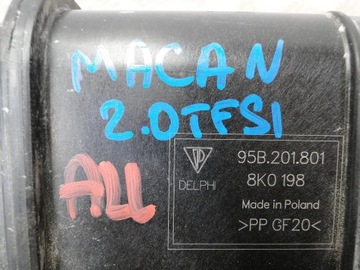 MACAN
2.0TFSI
ALL
DELPHI
95B.201.801
8K0 198
Made in Poland
>PP GF20<